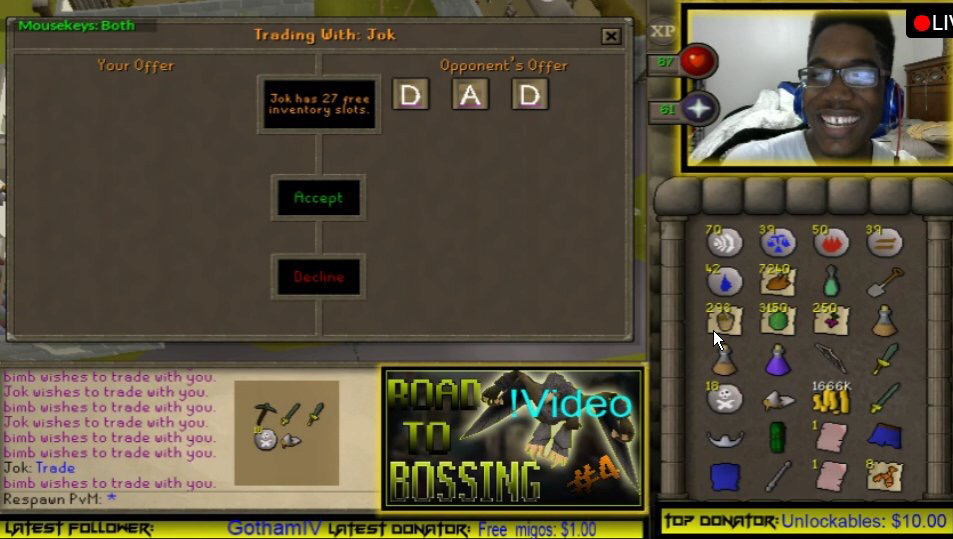 Mousekeys: Both
Trading With: Jok
Your Offer
Opponent's Offer
Jok has 27 free
inventory slots.
D A D
Accept
Decline
XP
87
61
LIV
70 39 50 39
42 7240
293 3150 250
18 1666K
1
1 8
bimb wishes to trade with you.
Jok wishes to trade with you.
bimb wishes to trade with you.
Jok wishes to trade with you.
bimb wishes to trade with you.
bimb wishes to trade with you.
Jok: Trade
bimb wishes to trade with you.
Respawn PvM: *
ROAD
TO
BOSSING
#4
!Video
LATEST FOLLOWER: GothamIV LATEST DONATOR: Free_migos: $1.00
TOP DONATOR: Unlockables: $10.00